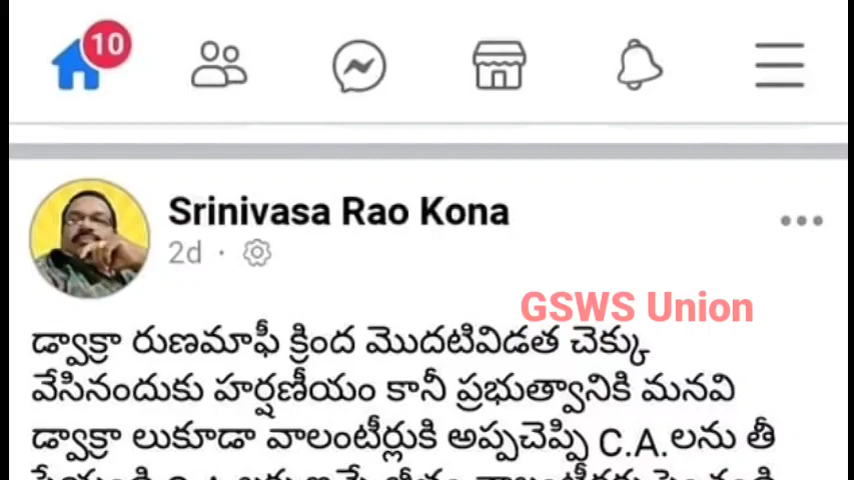 10
Srinivasa Rao Kona
2d ·
GSWS Union
డ్వాక్రా రుణమాఫీ క్రింద మొదటివిడత చెక్కు
వేసినందుకు హర్షణీయం కానీ ప్రభుత్వానికి మనవి
డ్వాక్రా లుకూడా వాలంటీర్లుకి అప్పచెప్పి C.A.లను తీ